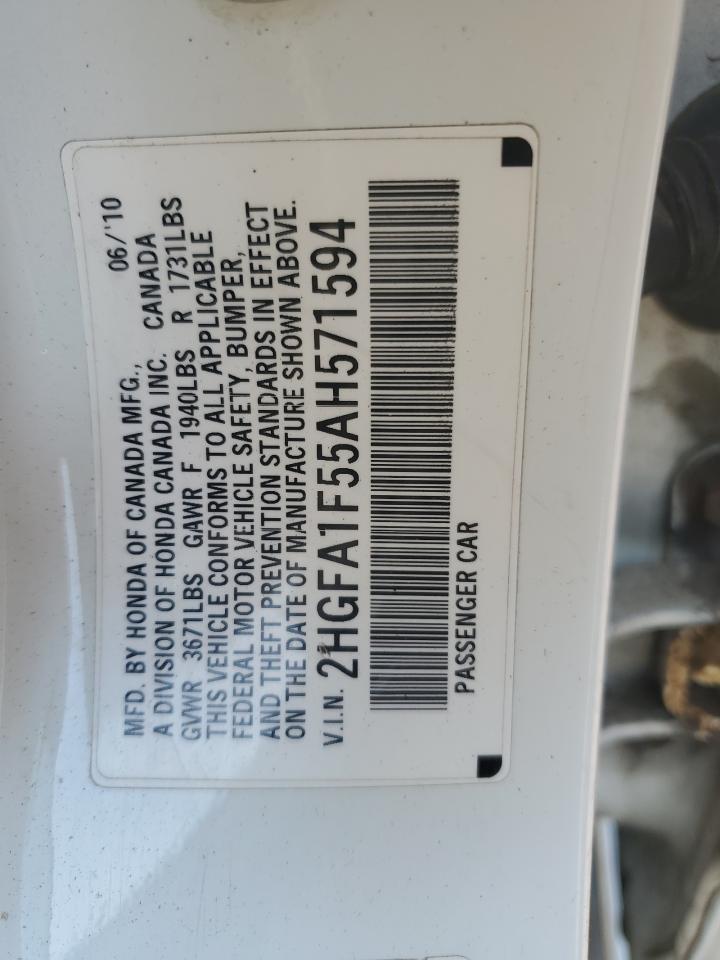 MFD. BY HONDA OF CANADA MFG., 06/'10
A DIVISION OF HONDA CANADA INC. CANADA
GVWR 3671LBS GAWR F 1940LBS R 1731LBS
THIS VEHICLE CONFORMS TO ALL APPLICABLE
FEDERAL MOTOR VEHICLE SAFETY, BUMPER,
AND THEFT PREVENTION STANDARDS IN EFFECT
ON THE DATE OF MANUFACTURE SHOWN ABOVE.
V.I.N. 2HGFA1F55AH571594
PASSENGER CAR